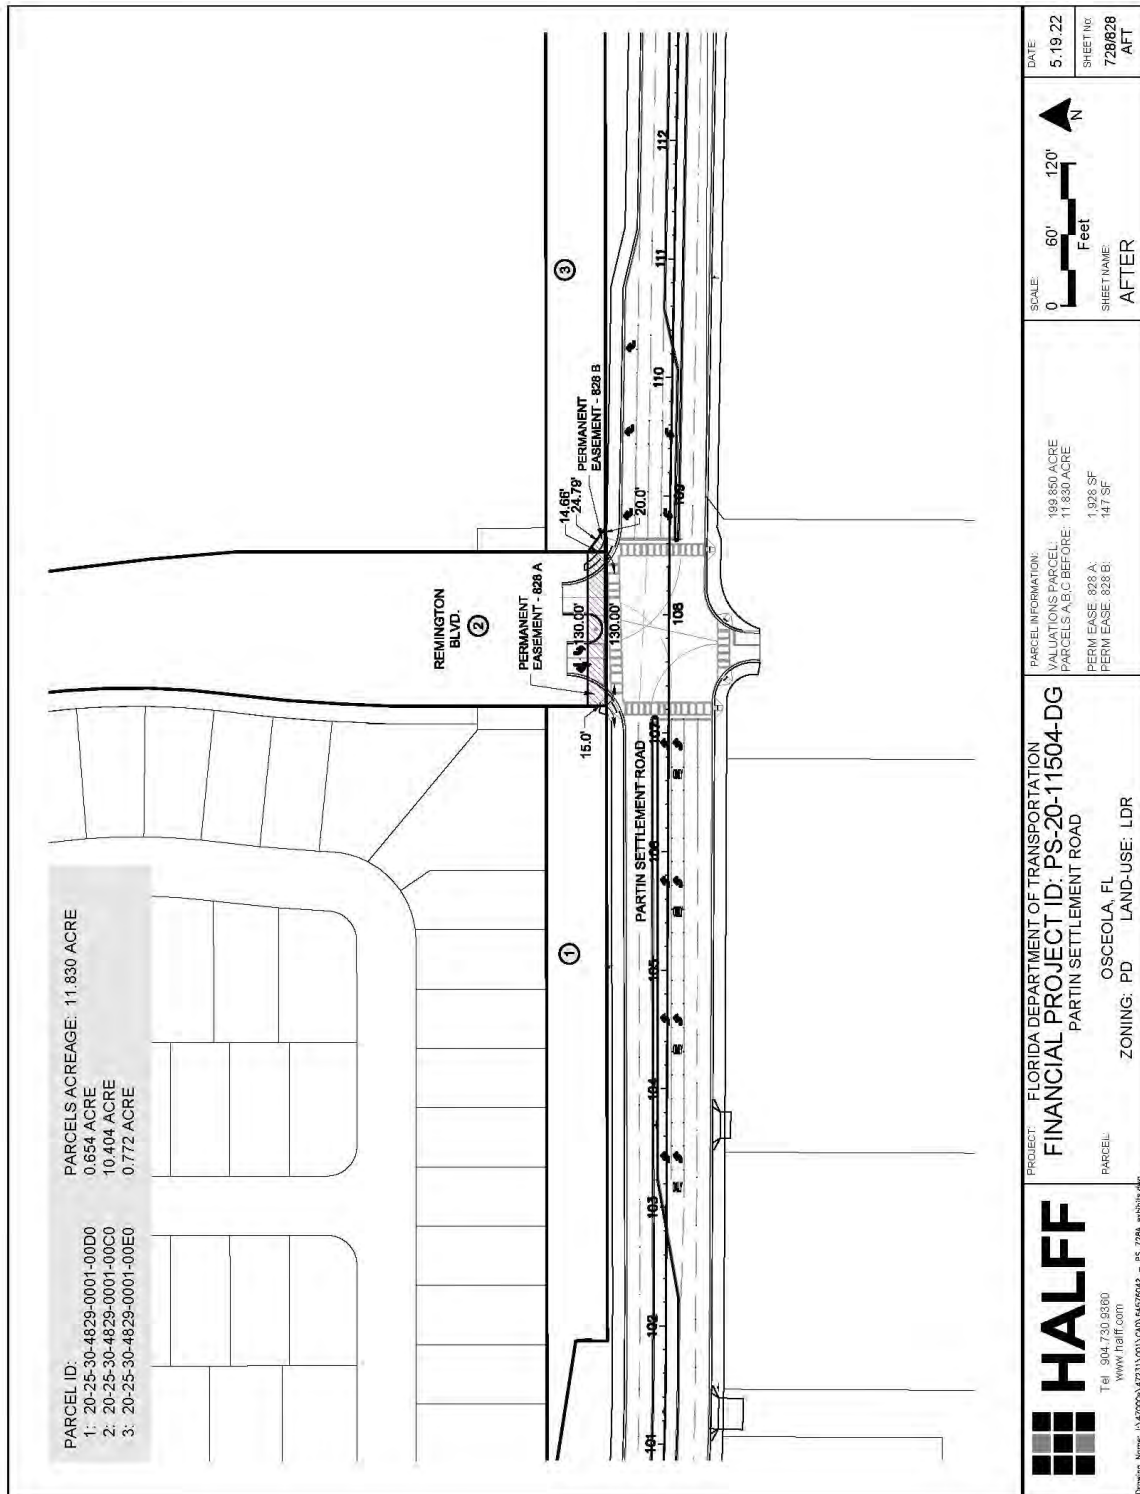 PARCEL ID:
PARCELS ACREAGE: 11.830 ACRE
1: 20-25-30-4829-0001-00D0
0.654 ACRE
2: 20-25-30-4829-0001-00C0
10.404 ACRE
3: 20-25-30-4829-0001-00E0
0.772 ACRE
REMINGTON
BLVD.
2
1
3
PERMANENT
EASEMENT - 828 A
15.0'
130.00'
130.00'
14.66'
24.79'
PERMANENT
EASEMENT - 828 B
20.0'
PARTIN SETTLEMENT ROAD
101
102
103
104
105
106
107
108
109
110
111
112
HALFF
Tel 904.730.9360
www.halff.com
PROJECT: FLORIDA DEPARTMENT OF TRANSPORTATION
FINANCIAL PROJECT ID: PS-20-11504-DG
PARTIN SETTLEMENT ROAD
PARCEL:
OSCEOLA, FL
ZONING: PD LAND-USE: LDR
PARCEL INFORMATION:
VALUATIONS PARCEL: 199.850 ACRE
PARCELS A,B,C BEFORE: 11.830 ACRE
PERM EASE. 828 A: 1,928 SF
PERM EASE. 828 B: 147 SF
SCALE:
0 60' 120'
Feet
N
SHEET NAME:
AFTER
DATE:
5.19.22
SHEET No:
728/828
AFT